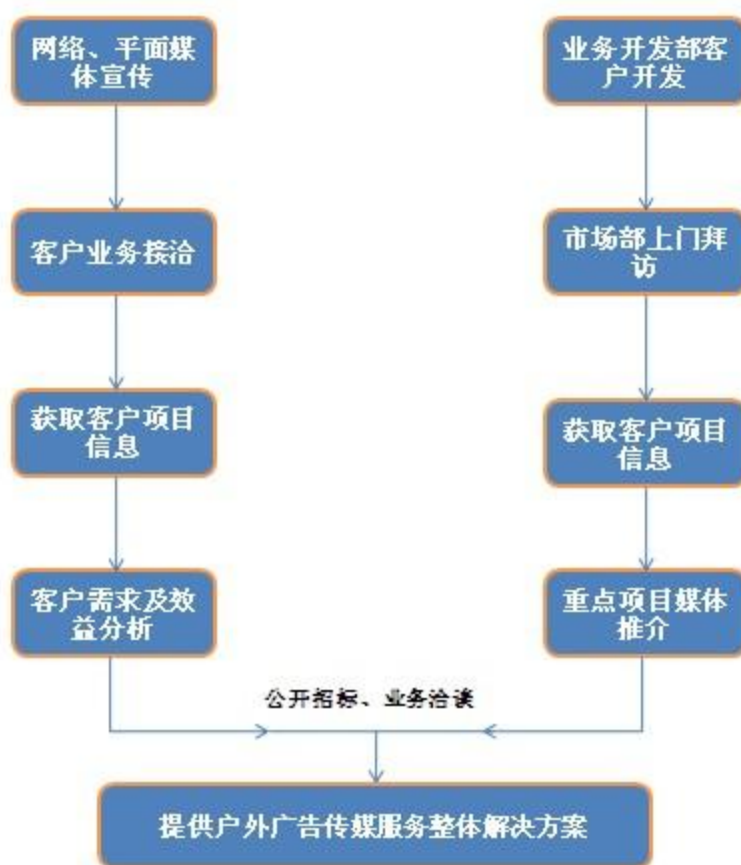 网络、平面媒
体宣传
业务开发部客
户开发
客户业务接洽
市场部上门拜
访
获取客户项目
信息
获取客户项目
信息
客户需求及效
益分析
重点项目媒体
推介
公开招标、业务洽谈
提供户外广告传媒服务整体解决方案